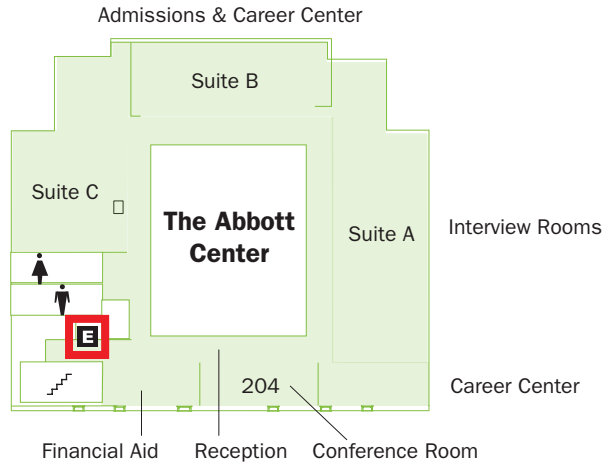 Admissions & Career Center
Suite B
Suite C
The Abbott
Center
Suite A
Interview Rooms
E
204
Career Center
Financial Aid
Reception
Conference Room